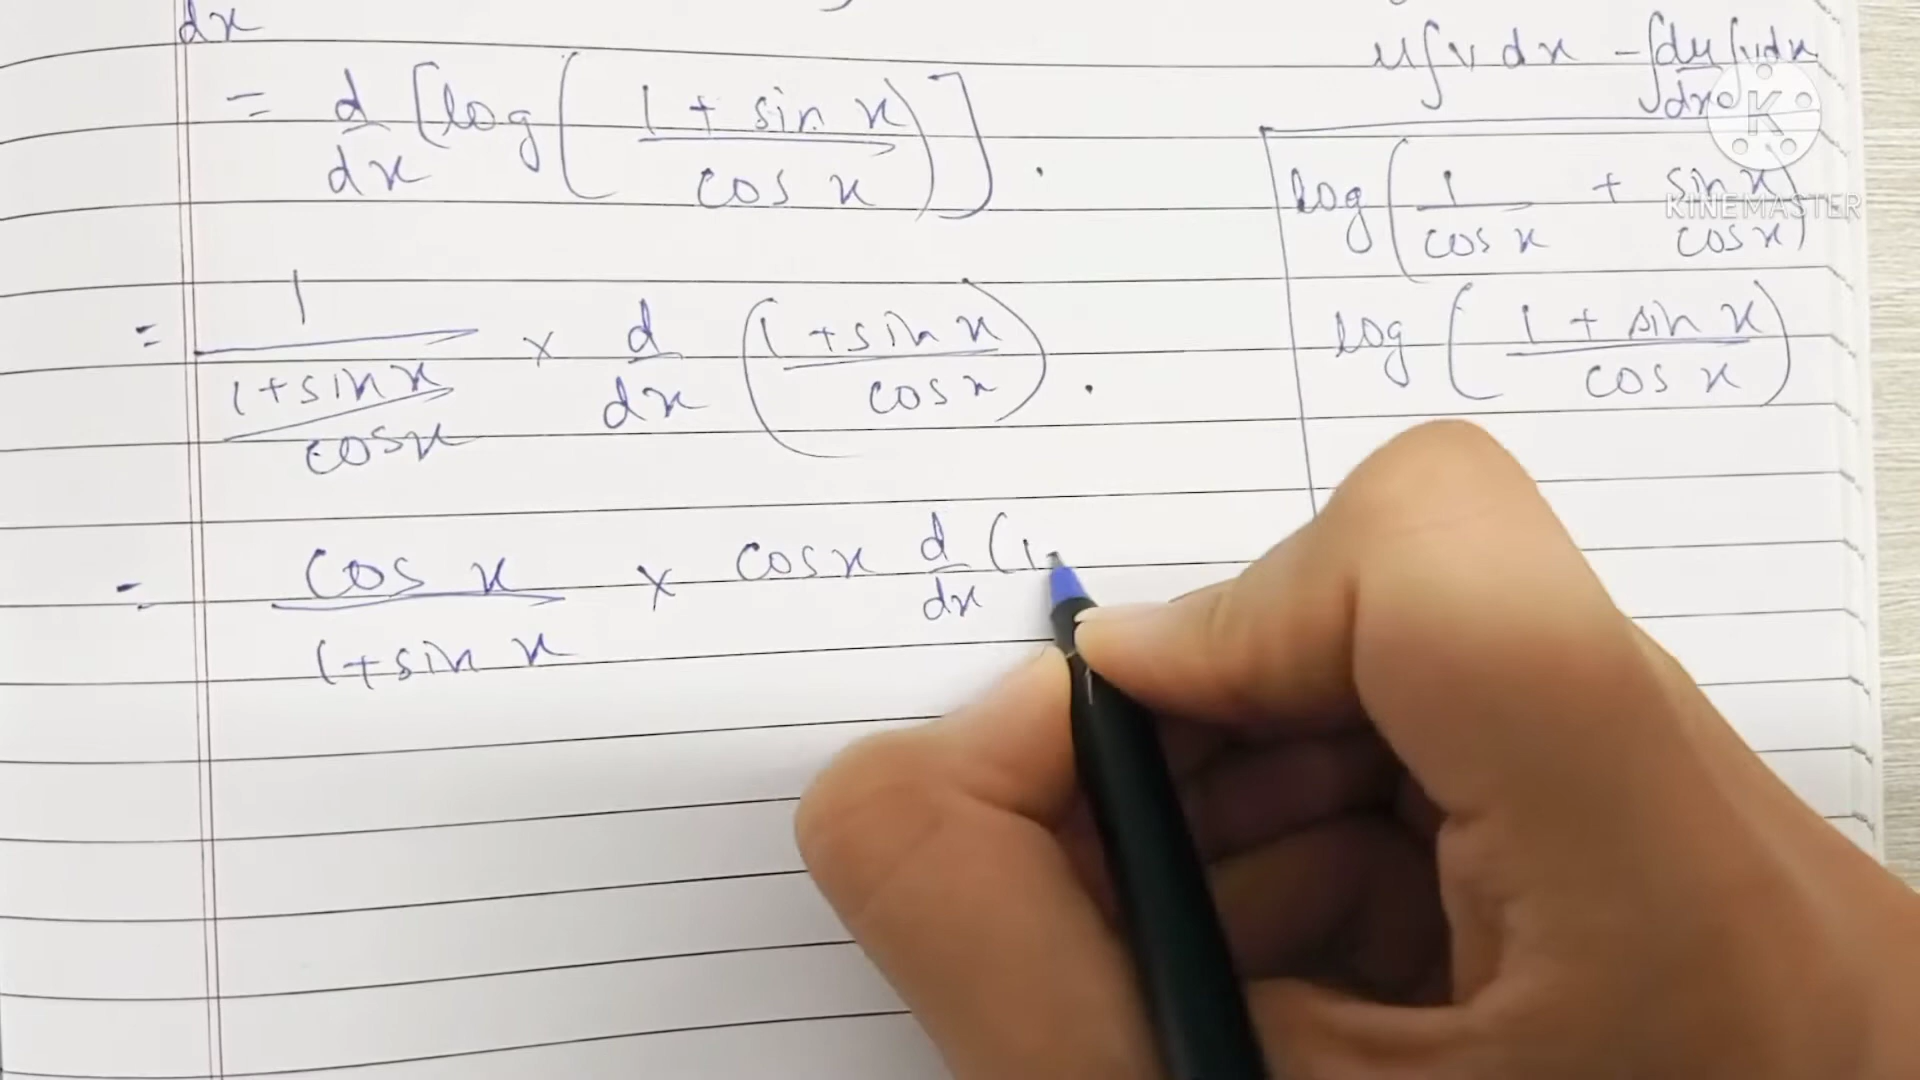 dx
u∫v dx - ∫du/dx ∫vdx
= d/dx [log(1 + sin x / cos x)] .
log(1/cos x + sin x/cos x)
KINEMASTER
log(1 + sin x / cos x)
= 1/(1+sin x / cos x) × d/dx (1+sin x / cos x) .
= cos x / 1+sin x × cos x d/dx (1